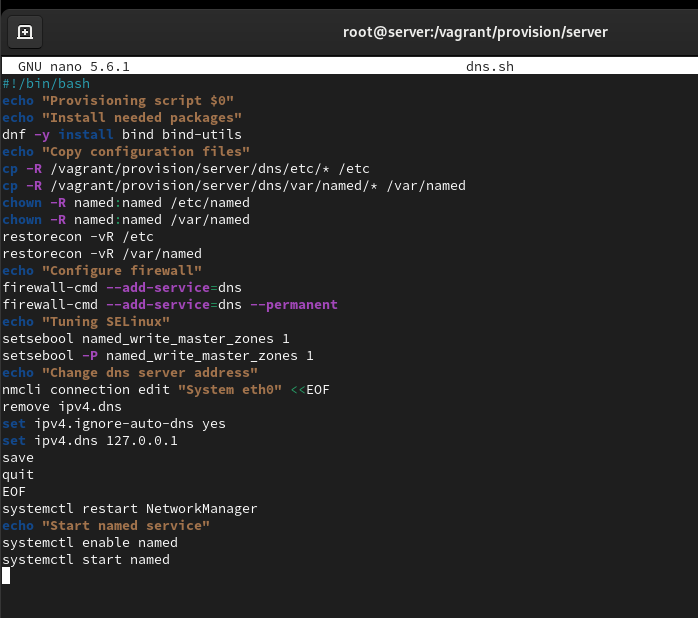 root@server:/vagrant/provision/server
GNU nano 5.6.1 dns.sh
#!/bin/bash
echo "Provisioning script $0"
echo "Install needed packages"
dnf -y install bind bind-utils
echo "Copy configuration files"
cp -R /vagrant/provision/server/dns/etc/* /etc
cp -R /vagrant/provision/server/dns/var/named/* /var/named
chown -R named:named /etc/named
chown -R named:named /var/named
restorecon -vR /etc
restorecon -vR /var/named
echo "Configure firewall"
firewall-cmd --add-service=dns
firewall-cmd --add-service=dns --permanent
echo "Tuning SELinux"
setsebool named_write_master_zones 1
setsebool -P named_write_master_zones 1
echo "Change dns server address"
nmcli connection edit "System eth0" <<EOF
remove ipv4.dns
set ipv4.ignore-auto-dns yes
set ipv4.dns 127.0.0.1
save
quit
EOF
systemctl restart NetworkManager
echo "Start named service"
systemctl enable named
systemctl start named